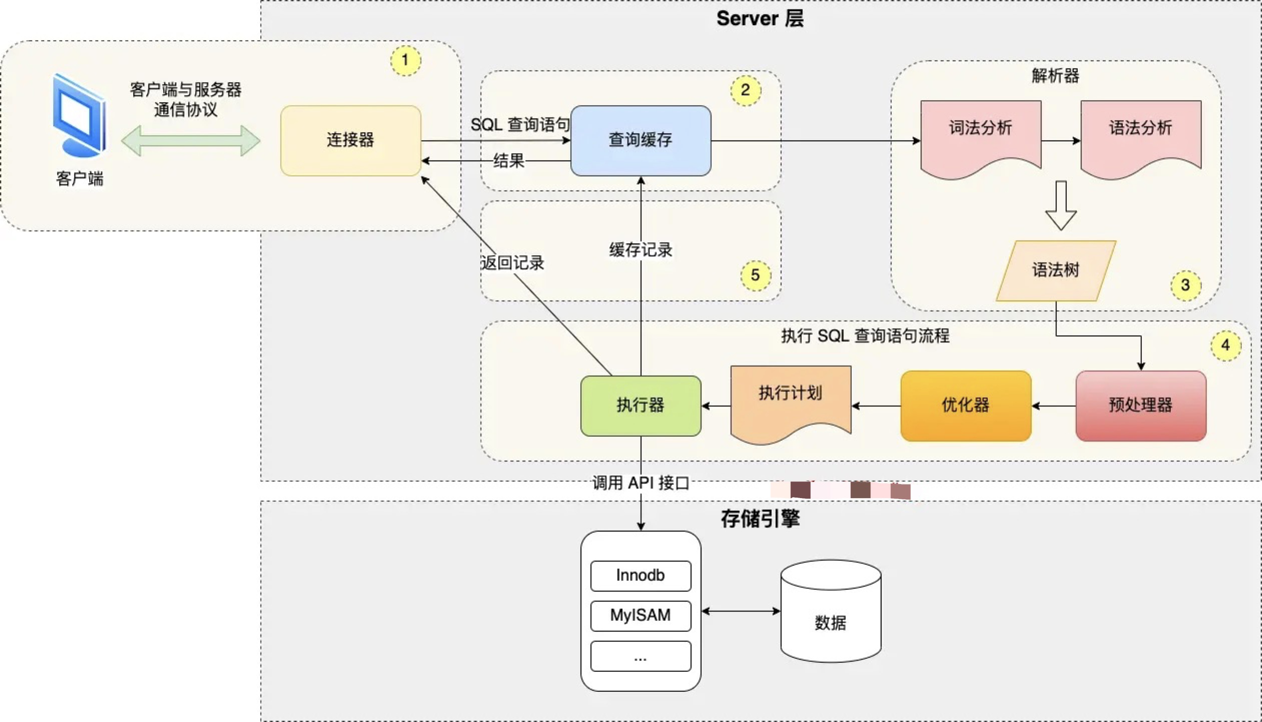 Server 层
1
客户端与服务器
通信协议
客户端
连接器
SQL 查询语句
结果
2
查询缓存
解析器
词法分析
语法分析
语法树
3
返回记录
缓存记录
5
执行 SQL 查询语句流程
4
执行器
执行计划
优化器
预处理器
调用 API 接口
存储引擎
Innodb
MyISAM
...
数据